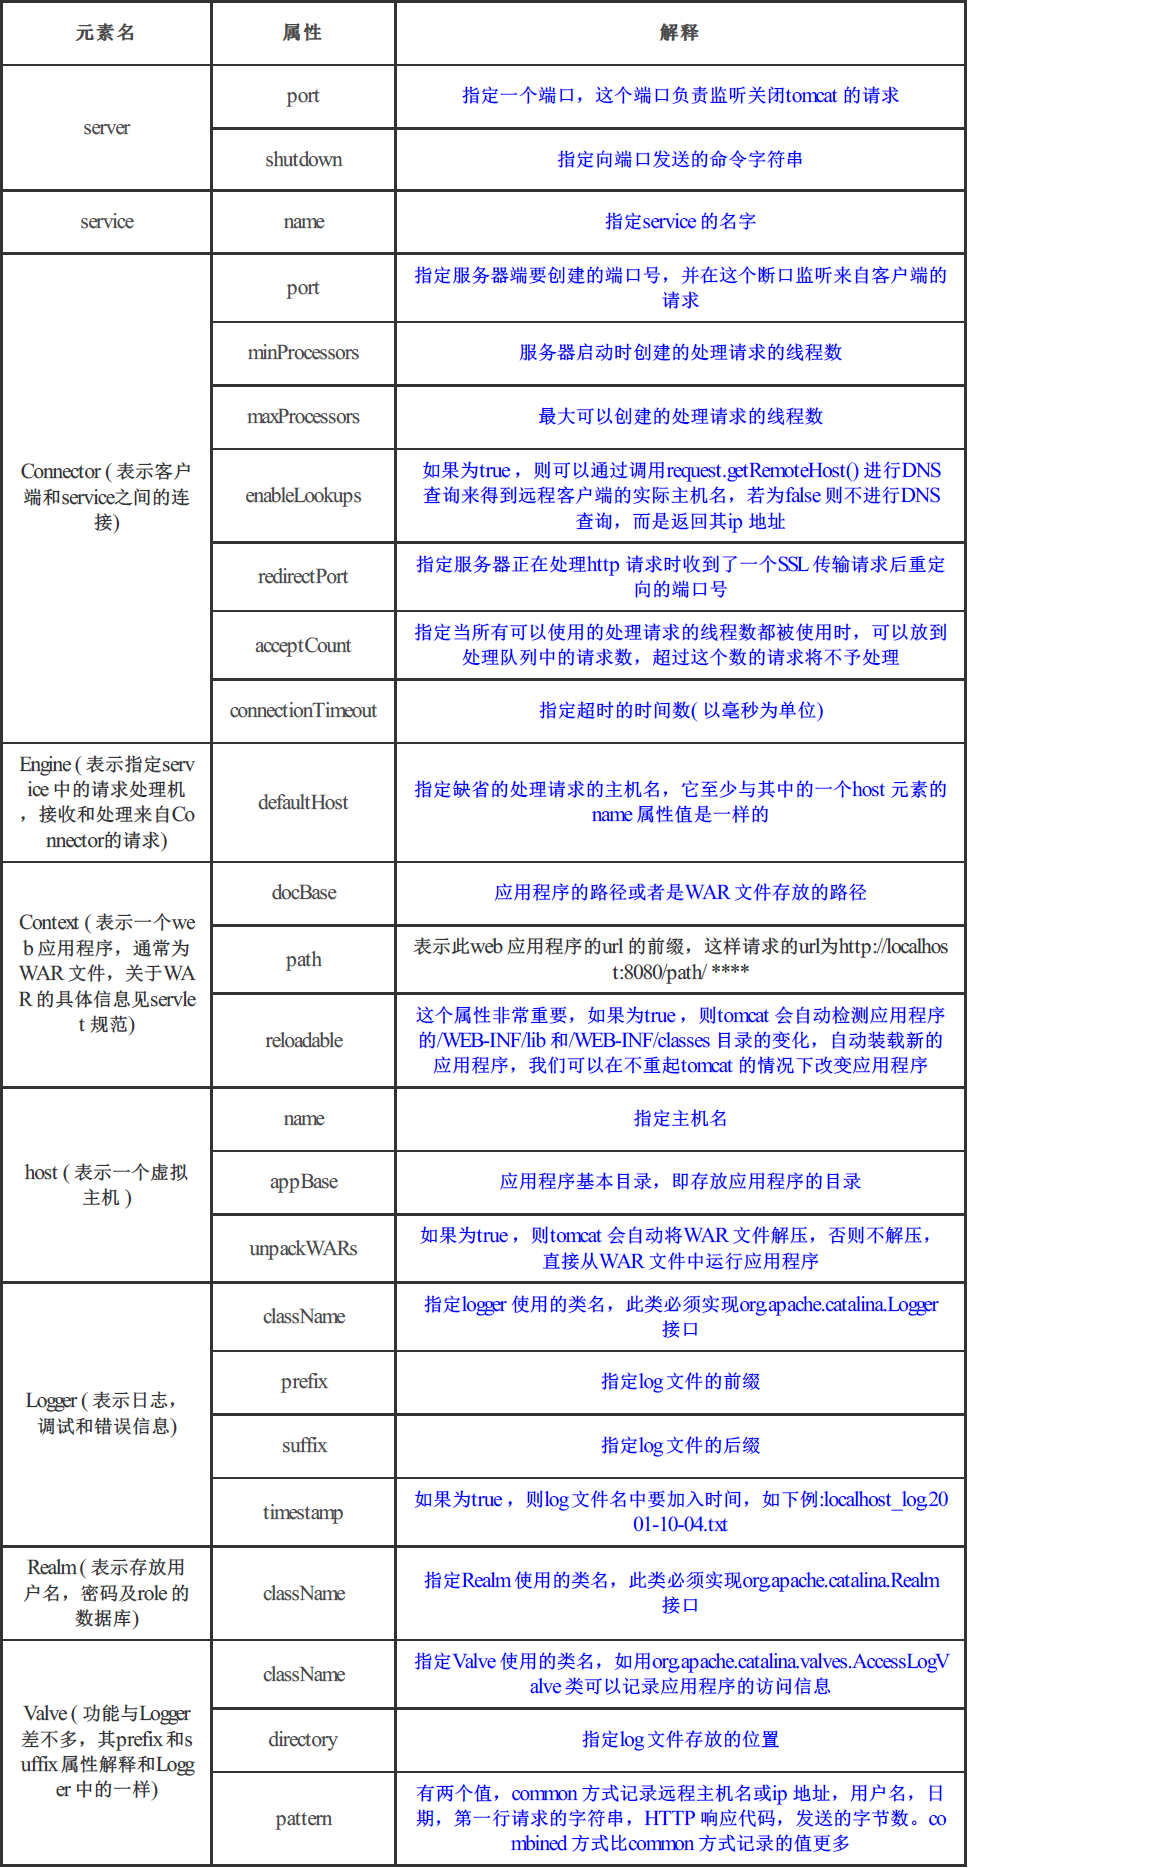 元素名 属性 解释
server
port
指定一个端口，这个端口负责监听关闭tomcat 的请求
shutdown
指定向端口发送的命令字符串
service
name
指定service 的名字
Connector ( 表示客户
端和service之间的连
接)
port
指定服务器端要创建的端口号，并在这个断口监听来自客户端的
请求
minProcessors
服务器启动时创建的处理请求的线程数
maxProcessors
最大可以创建的处理请求的线程数
enableLookups
如果为true ，则可以通过调用request.getRemoteHost() 进行DNS
查询来得到远程客户端的实际主机名，若为false 则不进行DNS
查询，而是返回其ip 地址
redirectPort
指定服务器正在处理http 请求时收到了一个SSL 传输请求后重定
向的端口号
acceptCount
指定当所有可以使用的处理请求的线程数都被使用时，可以放到
处理队列中的请求数，超过这个数的请求将不予处理
connectionTimeout
指定超时的时间数( 以毫秒为单位)
Engine ( 表示指定serv
ice 中的请求处理机
，接收和处理来自Co
nnector的请求)
defaultHost
指定缺省的处理请求的主机名，它至少与其中的一个host 元素的
name 属性值是一样的
Context ( 表示一个we
b 应用程序，通常为
WAR 文件，关于WA
R 的具体信息见servle
t 规范)
docBase
应用程序的路径或者是WAR 文件存放的路径
path
表示此web 应用程序的url 的前缀，这样请求的url为http://localhos
t:8080/path/ ****
reloadable
这个属性非常重要，如果为true ，则tomcat 会自动检测应用程序
的/WEB-INF/lib 和/WEB-INF/classes 目录的变化，自动装载新的
应用程序，我们可以在不重起tomcat 的情况下改变应用程序
host ( 表示一个虚拟
主机 )
name
指定主机名
appBase
应用程序基本目录，即存放应用程序的目录
unpackWARs
如果为true ，则tomcat 会自动将WAR 文件解压，否则不解压，
直接从WAR 文件中运行应用程序
Logger ( 表示日志，
调试和错误信息)
className
指定logger 使用的类名，此类必须实现org.apache.catalina.Logger
接口
prefix
指定log 文件的前缀
suffix
指定log 文件的后缀
timestamp
如果为true ，则log 文件名中要加入时间，如下例:localhost_log.20
01-10-04.txt
Realm ( 表示存放用
户名，密码及role 的
数据库)
className
指定Realm 使用的类名，此类必须实现org.apache.catalina.Realm
接口
Valve ( 功能与Logger
差不多，其prefix 和s
uffix 属性解释和Logg
er 中的一样)
className
指定Valve 使用的类名，如用org.apache.catalina.valves.AccessLogV
alve 类可以记录应用程序的访问信息
directory
指定log 文件存放的位置
pattern
有两个值，common 方式记录远程主机名或ip 地址，用户名，日
期，第一行请求的字符串，HTTP 响应代码，发送的字节数。co
mbined 方式比common 方式记录的值更多